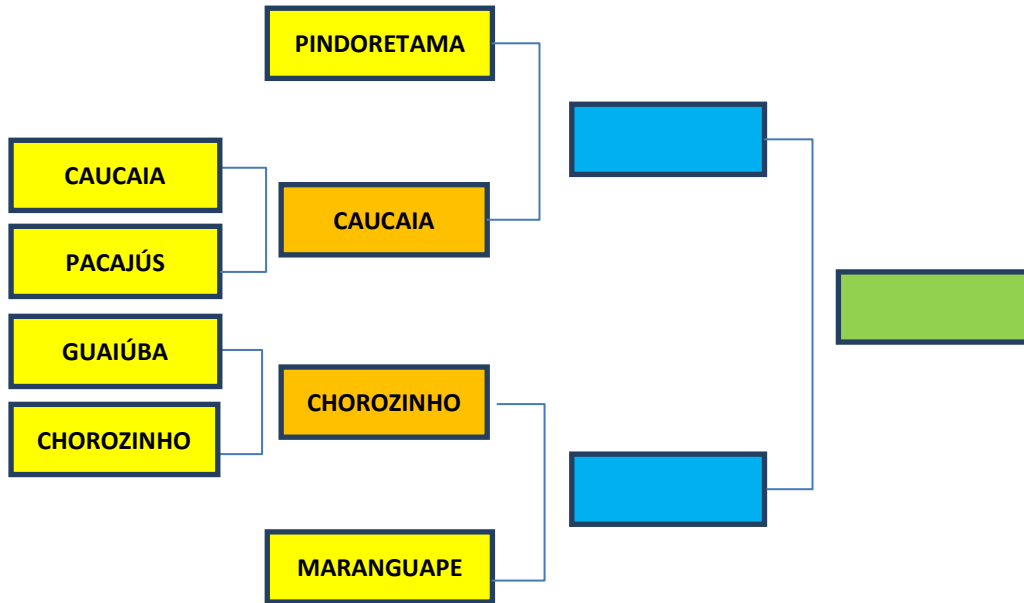 PINDORETAMA
CAUCAIA
CAUCAIA
PACAJÚS
GUAIÚBA
CHOROZINHO
CHOROZINHO
MARANGUAPE